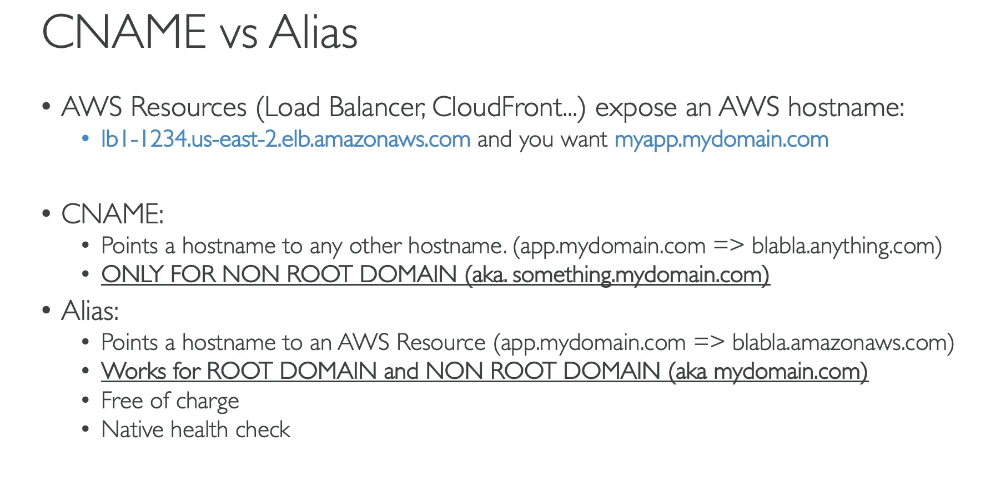 CNAME vs Alias
• AWS Resources (Load Balancer, CloudFront...) expose an AWS hostname:
• lb1-1234.us-east-2.elb.amazonaws.com and you want myapp.mydomain.com
• CNAME:
• Points a hostname to any other hostname. (app.mydomain.com => blabla.anything.com)
• ONLY FOR NON ROOT DOMAIN (aka. something.mydomain.com)
• Alias:
• Points a hostname to an AWS Resource (app.mydomain.com => blabla.amazonaws.com)
• Works for ROOT DOMAIN and NON ROOT DOMAIN (aka mydomain.com)
• Free of charge
• Native health check